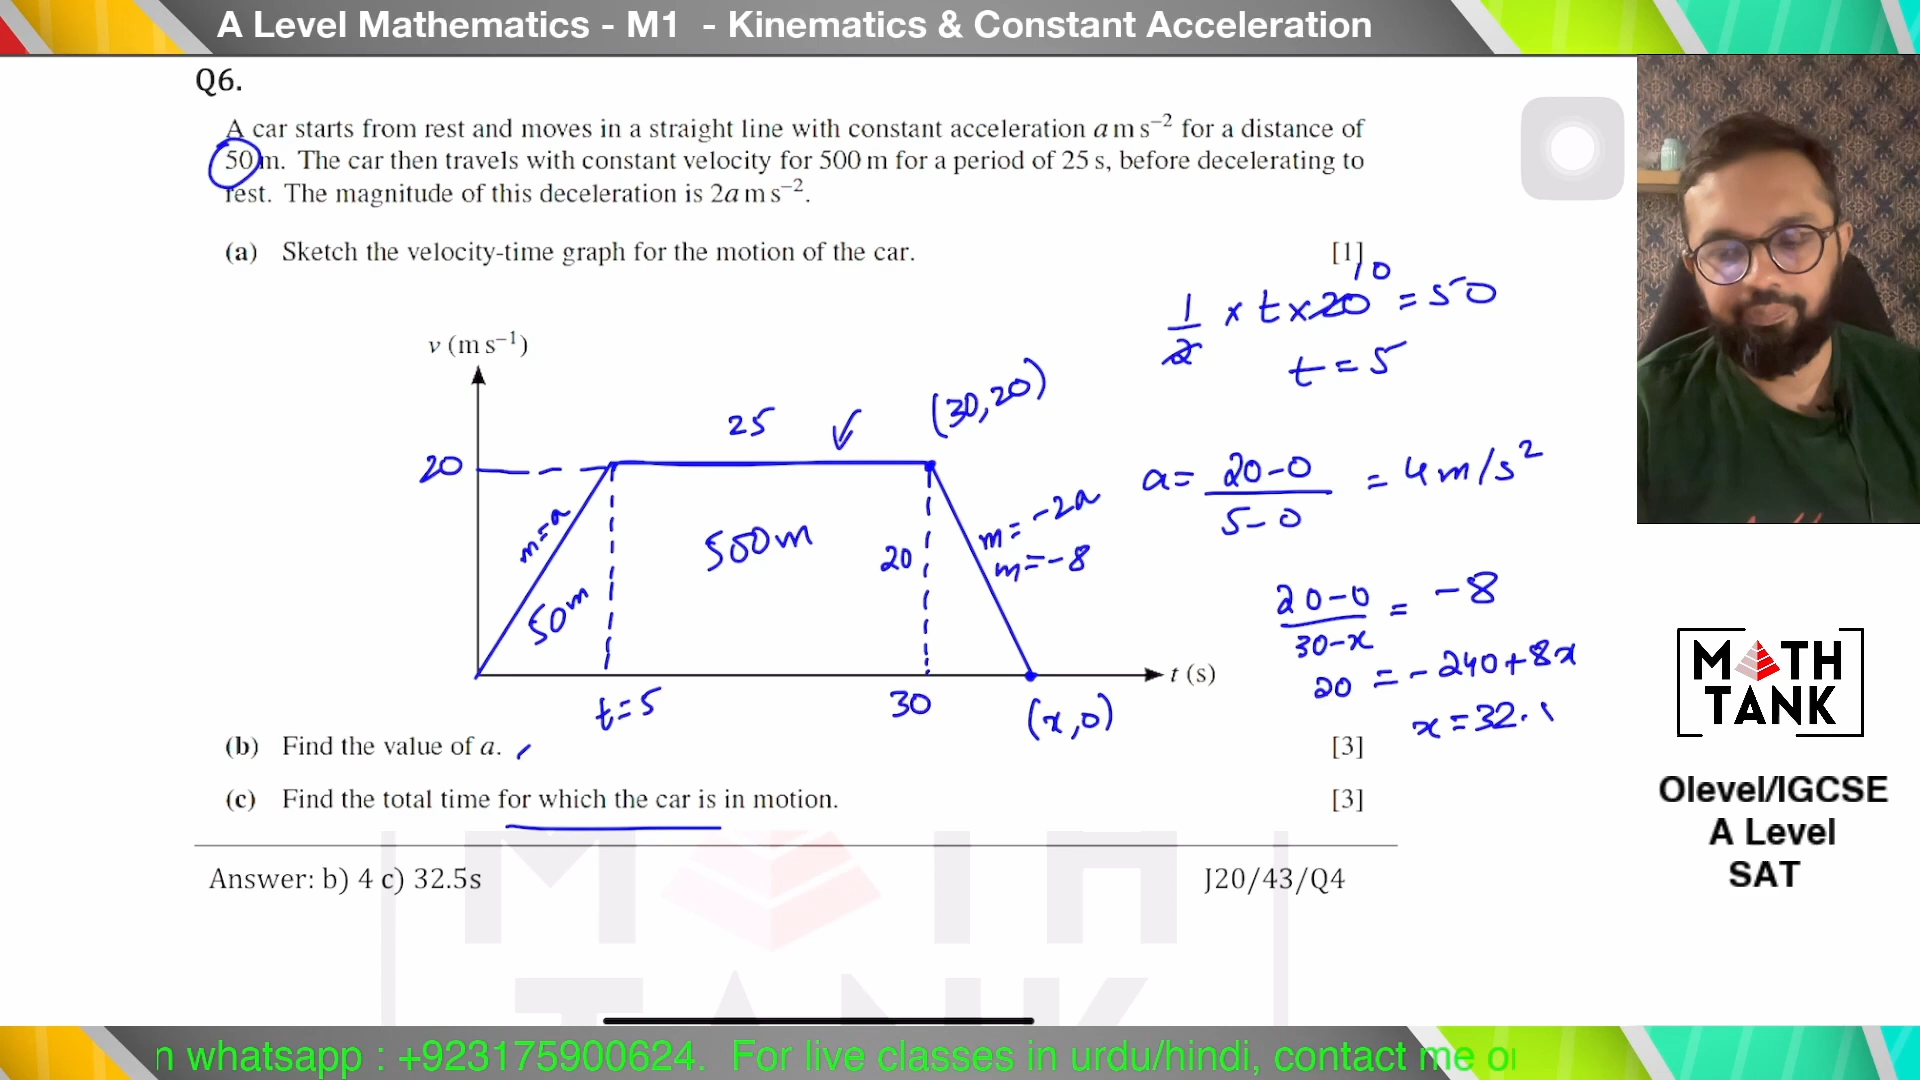 A Level Mathematics - M1 - Kinematics & Constant Acceleration
Q6.
A car starts from rest and moves in a straight line with constant acceleration a m s⁻² for a distance of
50 m. The car then travels with constant velocity for 500 m for a period of 25 s, before decelerating to
rest. The magnitude of this deceleration is 2a m s⁻².
(a) Sketch the velocity-time graph for the motion of the car. [1]
1/2 × t × 20 10 = 50
t = 5
v (m s⁻¹)
25
(30,20)
20
a = 20-0 / 5-0 = 4 m/s²
m=a
500m
20
m=-2a
m=-8
50m
20-0 / 30-x = -8
20 = -240+8x
x = 32.
t (s)
t=5
30
(x,0)
(b) Find the value of a. [3]
(c) Find the total time for which the car is in motion. [3]
Answer: b) 4 c) 32.5s J20/43/Q4
MATH
TANK
Olevel/IGCSE
A Level
SAT
MATH
TANK
n whatsapp : +923175900624. For live classes in urdu/hindi, contact me o